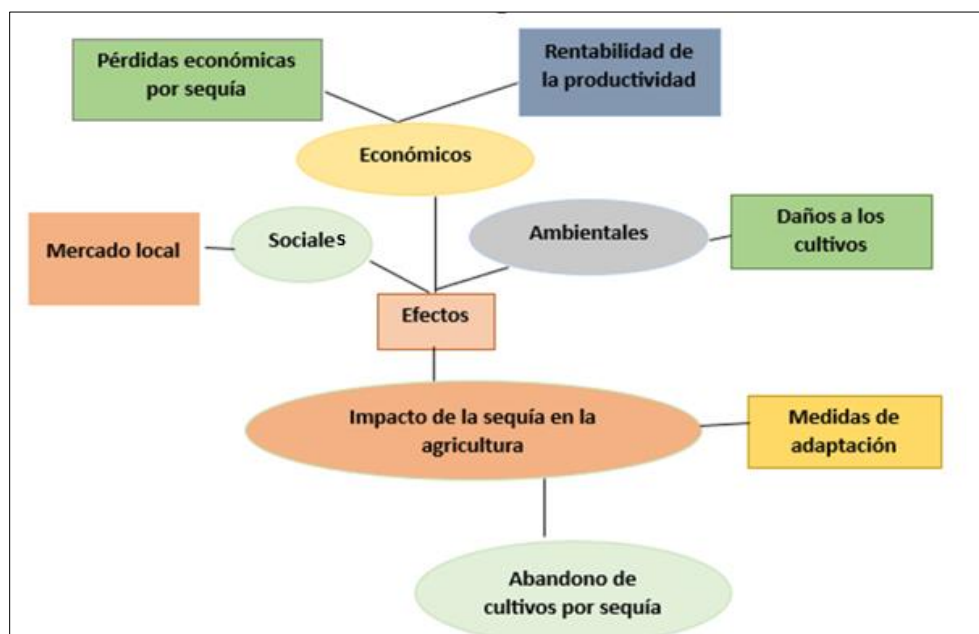 Pérdidas económicas
por sequía
Rentabilidad de
la productividad
Económicos
Mercado local
Sociales
Ambientales
Daños a los
cultivos
Efectos
Impacto de la sequía en la
agricultura
Medidas de
adaptación
Abandono de
cultivos por sequía